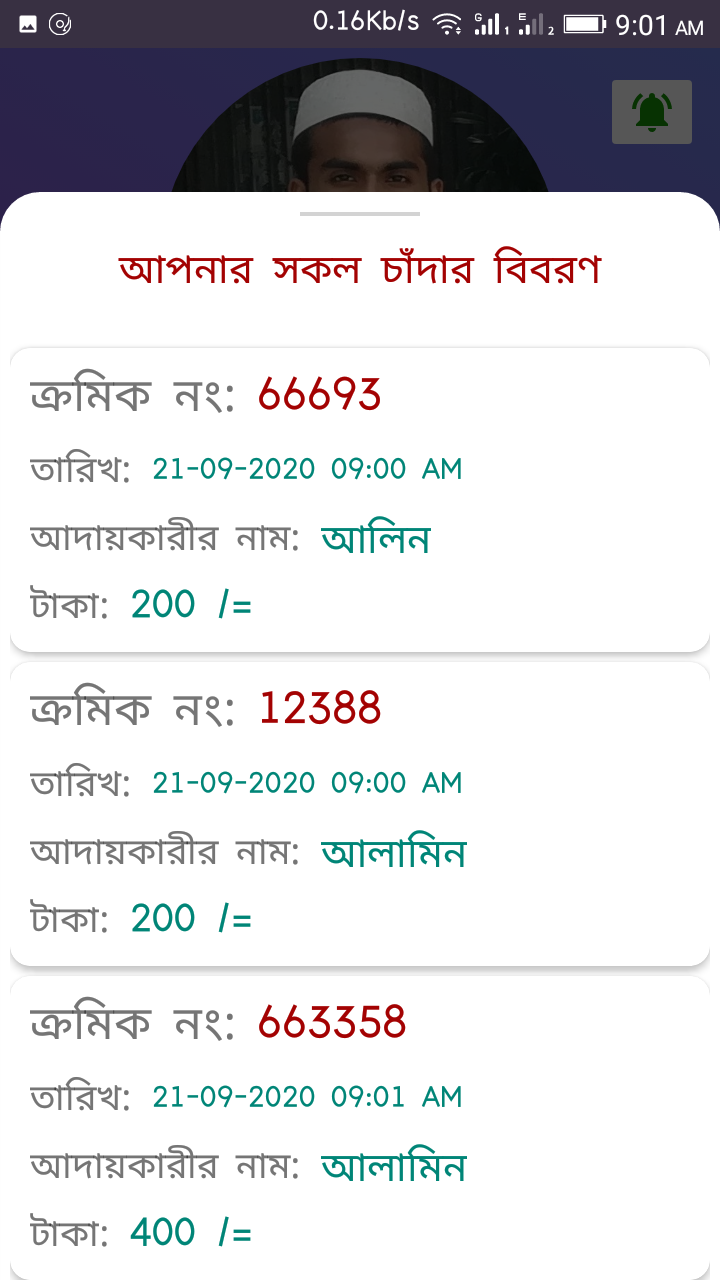 0.16Kb/s G 1 E 2 9:01 AM
আপনার সকল চাঁদার বিবরণ
ক্রমিক নং: 66693
তারিখ: 21-09-2020 09:00 AM
আদায়কারীর নাম: আলিন
টাকা: 200 /=
ক্রমিক নং: 12388
তারিখ: 21-09-2020 09:00 AM
আদায়কারীর নাম: আলামিন
টাকা: 200 /=
ক্রমিক নং: 663358
তারিখ: 21-09-2020 09:01 AM
আদায়কারীর নাম: আলামিন
টাকা: 400 /=